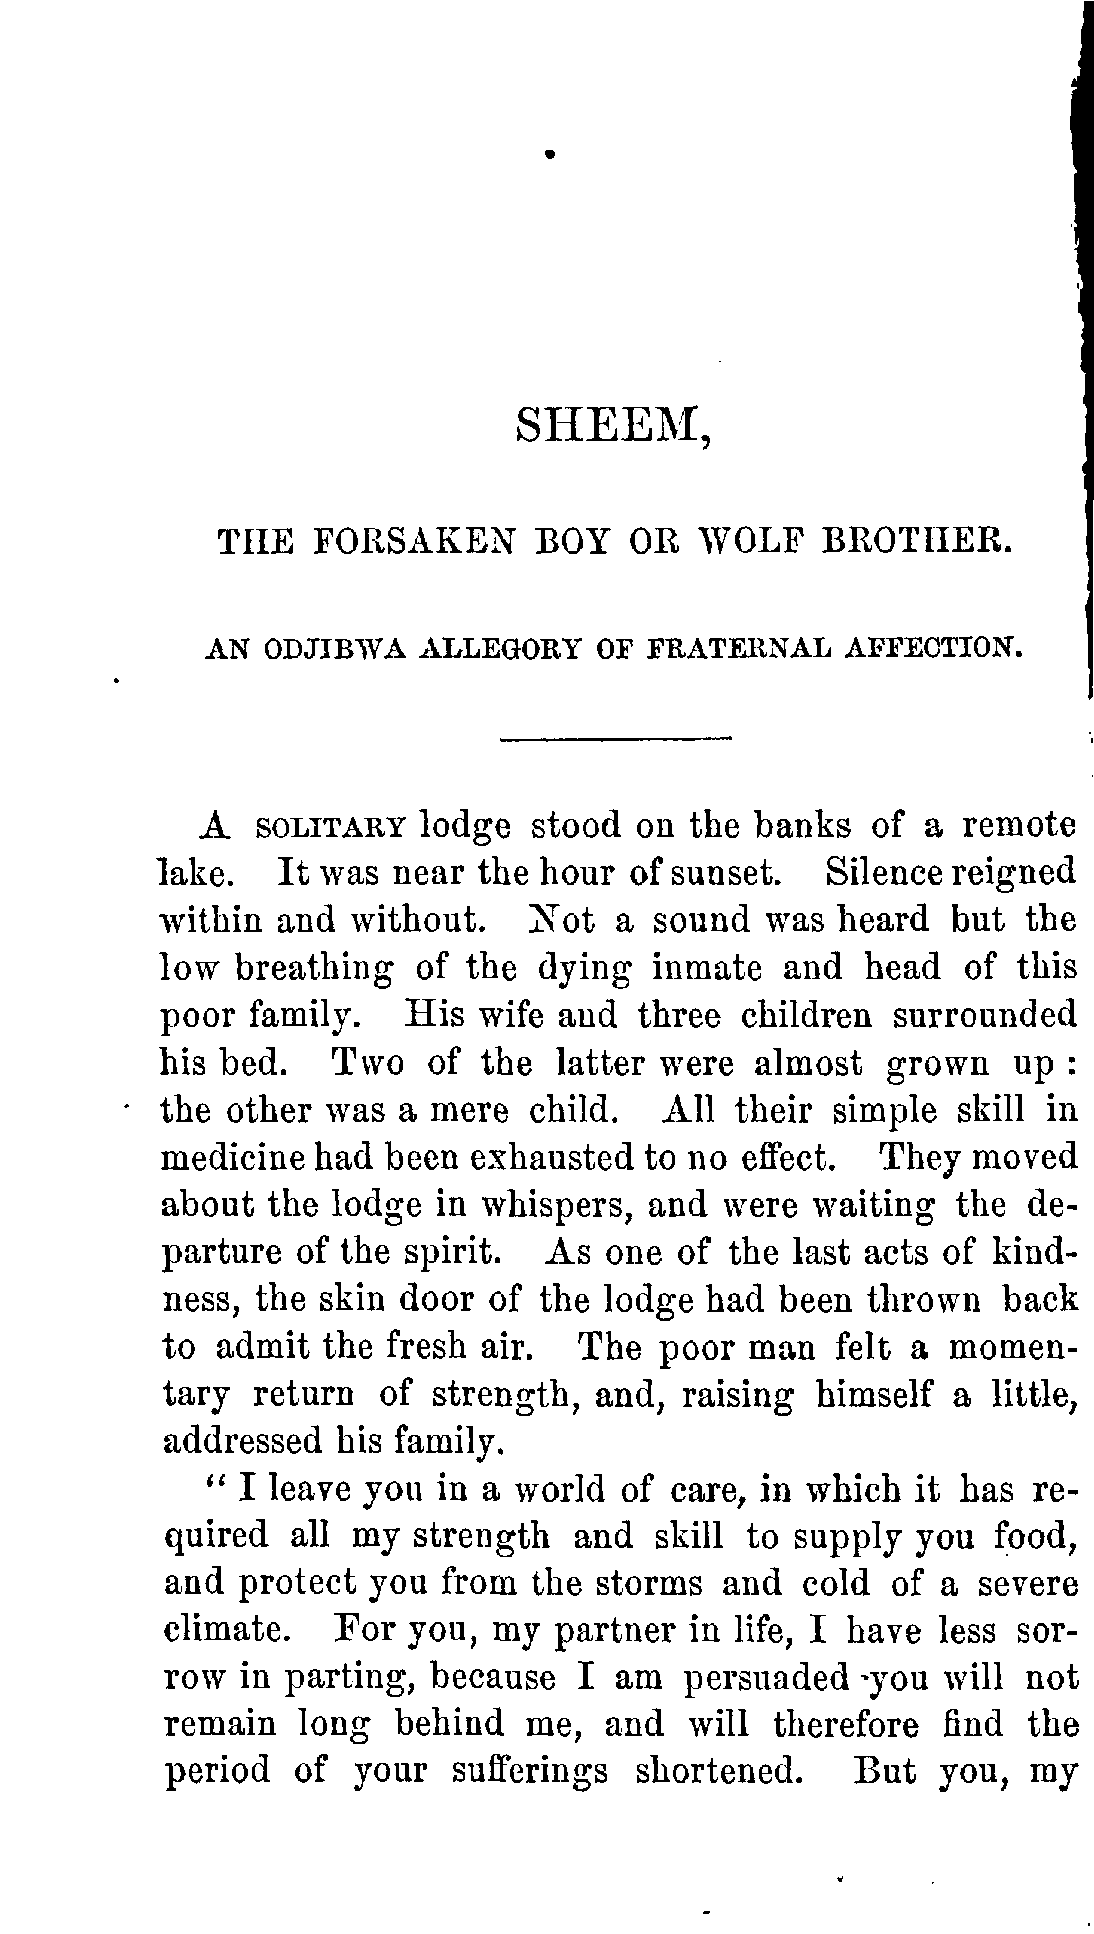 SHEEM,
THE FORSAKEN BOY OR WOLF BROTHER.
AN ODJIBWA ALLEGORY OF FRATERNAL AFFECTION.
A SOLITARY lodge stood on the banks of a remote
lake. It was near the hour of sunset. Silence reigned
within and without. Not a sound was heard but the
low breathing of the dying inmate and head of this
poor family. His wife and three children surrounded
his bed. Two of the latter were almost grown up :
the other was a mere child. All their simple skill in
medicine had been exhausted to no effect. They moved
about the lodge in whispers, and were waiting the de-
parture of the spirit. As one of the last acts of kind-
ness, the skin door of the lodge had been thrown back
to admit the fresh air. The poor man felt a momen-
tary return of strength, and, raising himself a little,
addressed his family.
" I leave you in a world of care, in which it has re-
quired all my strength and skill to supply you food,
and protect you from the storms and cold of a severe
climate. For you, my partner in life, I have less sor-
row in parting, because I am persuaded you will not
remain long behind me, and will therefore find the
period of your sufferings shortened. But you, my